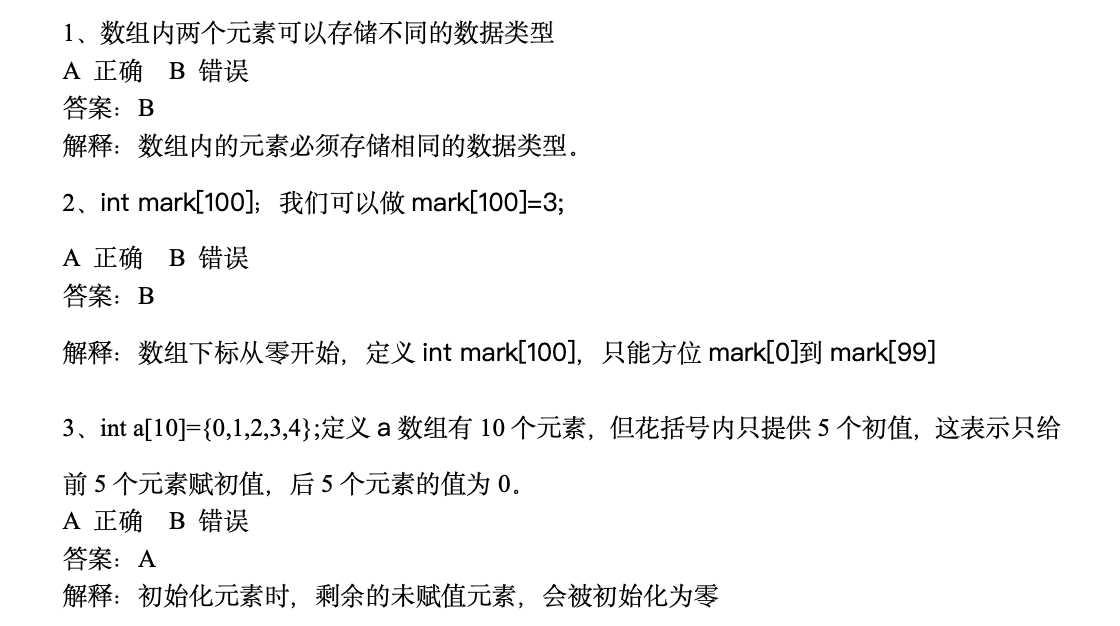 1、数组内两个元素可以存储不同的数据类型
A 正确 B 错误
答案：B
解释：数组内的元素必须存储相同的数据类型。
2、int mark[100]；我们可以做 mark[100]=3;
A 正确 B 错误
答案：B
解释：数组下标从零开始，定义 int mark[100]，只能方位 mark[0]到 mark[99]
3、int a[10]={0,1,2,3,4};定义 a 数组有 10 个元素，但花括号内只提供 5 个初值，这表示只给
前 5 个元素赋初值，后 5 个元素的值为 0。
A 正确 B 错误
答案：A
解释：初始化元素时，剩余的未赋值元素，会被初始化为零